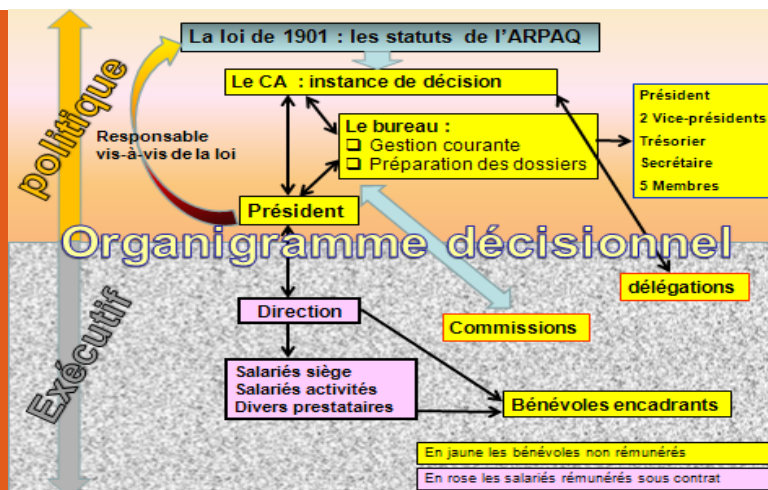 La loi de 1901 : les statuts de l'ARPAQ
Le CA : instance de décision
politique
Responsable
vis-à-vis de la loi
Le bureau :
❑ Gestion courante
❑ Préparation des dossiers
Président
2 Vice-présidents
Trésorier
Secrétaire
5 Membres
Président
Organigramme décisionnel
délégations
Exécutif
Direction
Commissions
Salariés siège
Salariés activités
Divers prestataires
Bénévoles encadrants
En jaune les bénévoles non rémunérés
En rose les salariés rémunérés sous contrat